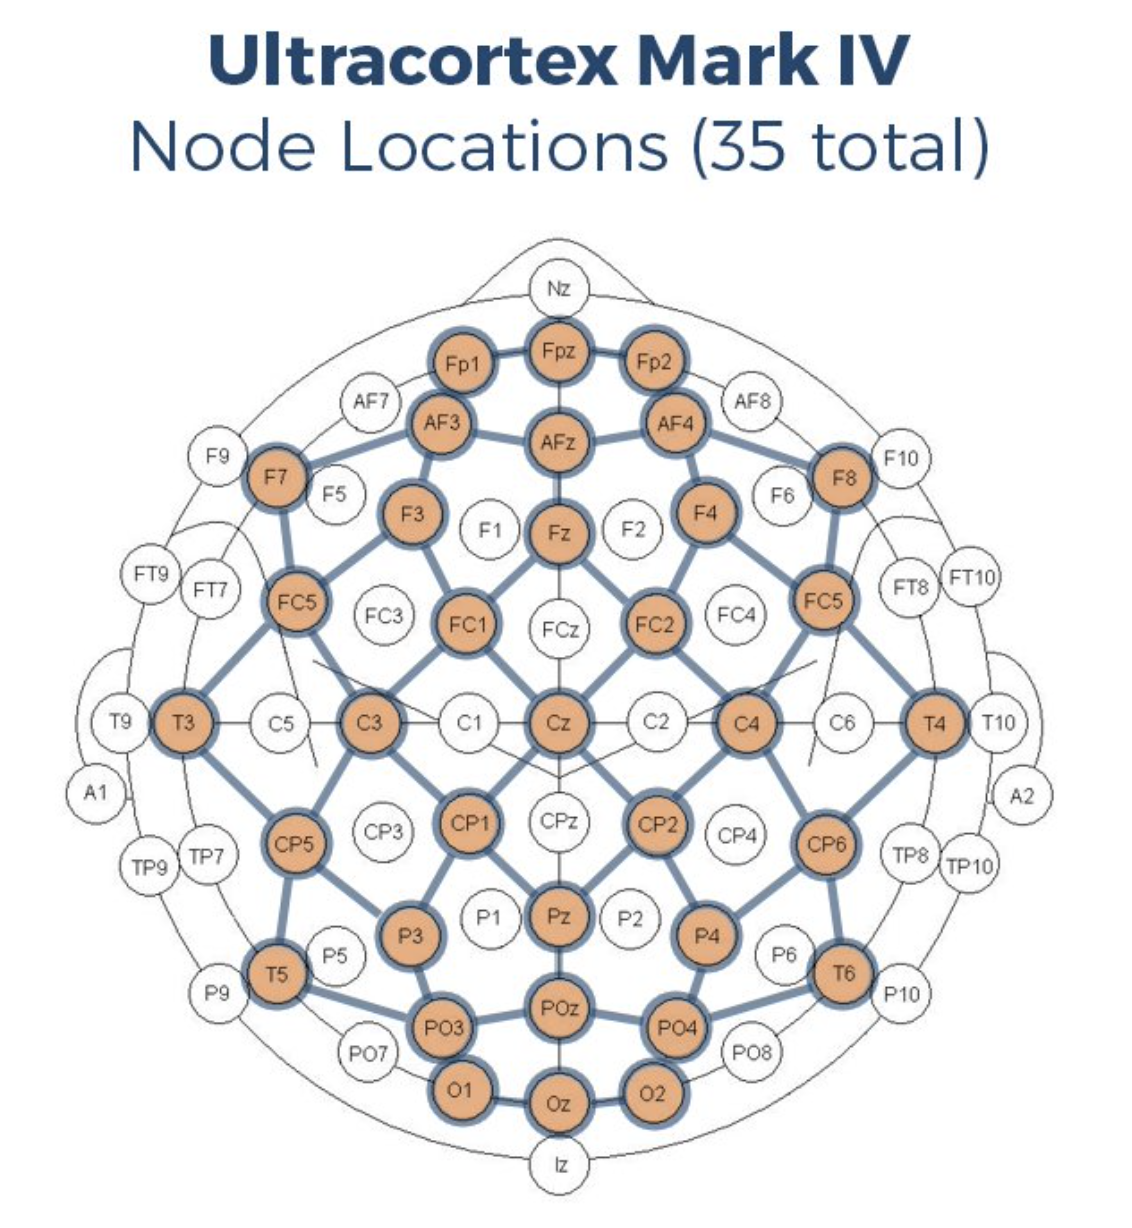 Ultracortex Mark IV
Node Locations (35 total)
Nz
Fp1 Fpz Fp2
AF7 AF3 AFz AF4 AF8
F9 F7 F5 F3 F1 Fz F2 F4 F6 F8 F10
FT9 FT7 FC5 FC3 FC1 FCz FC2 FC4 FC5 FT8 FT10
T9 T3 C5 C3 C1 Cz C2 C4 C6 T4 T10
A1 A2
TP9 TP7 CP5 CP3 CP1 CPz CP2 CP4 CP6 TP8 TP10
P9 T5 P5 P3 P1 Pz P2 P4 P6 T6 P10
PO7 PO3 POz PO4 PO8
O1 Oz O2
Iz